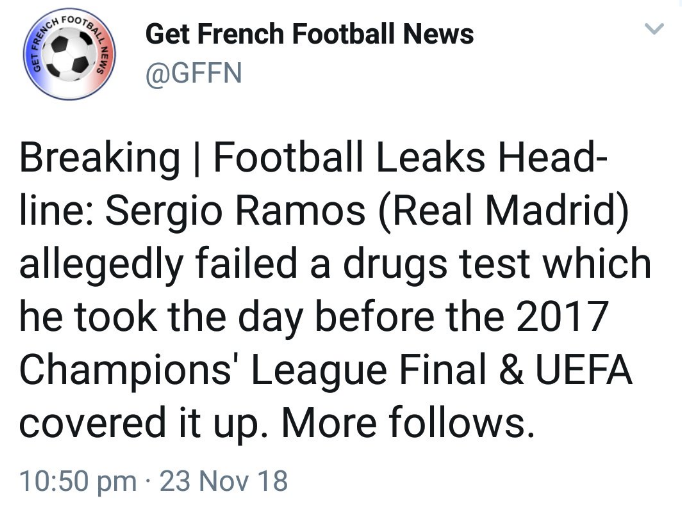 GET FRENCH FOOTBALL NEWS
Get French Football News
@GFFN
Breaking | Football Leaks Head-
line: Sergio Ramos (Real Madrid)
allegedly failed a drugs test which
he took the day before the 2017
Champions' League Final & UEFA
covered it up. More follows.
10:50 pm · 23 Nov 18